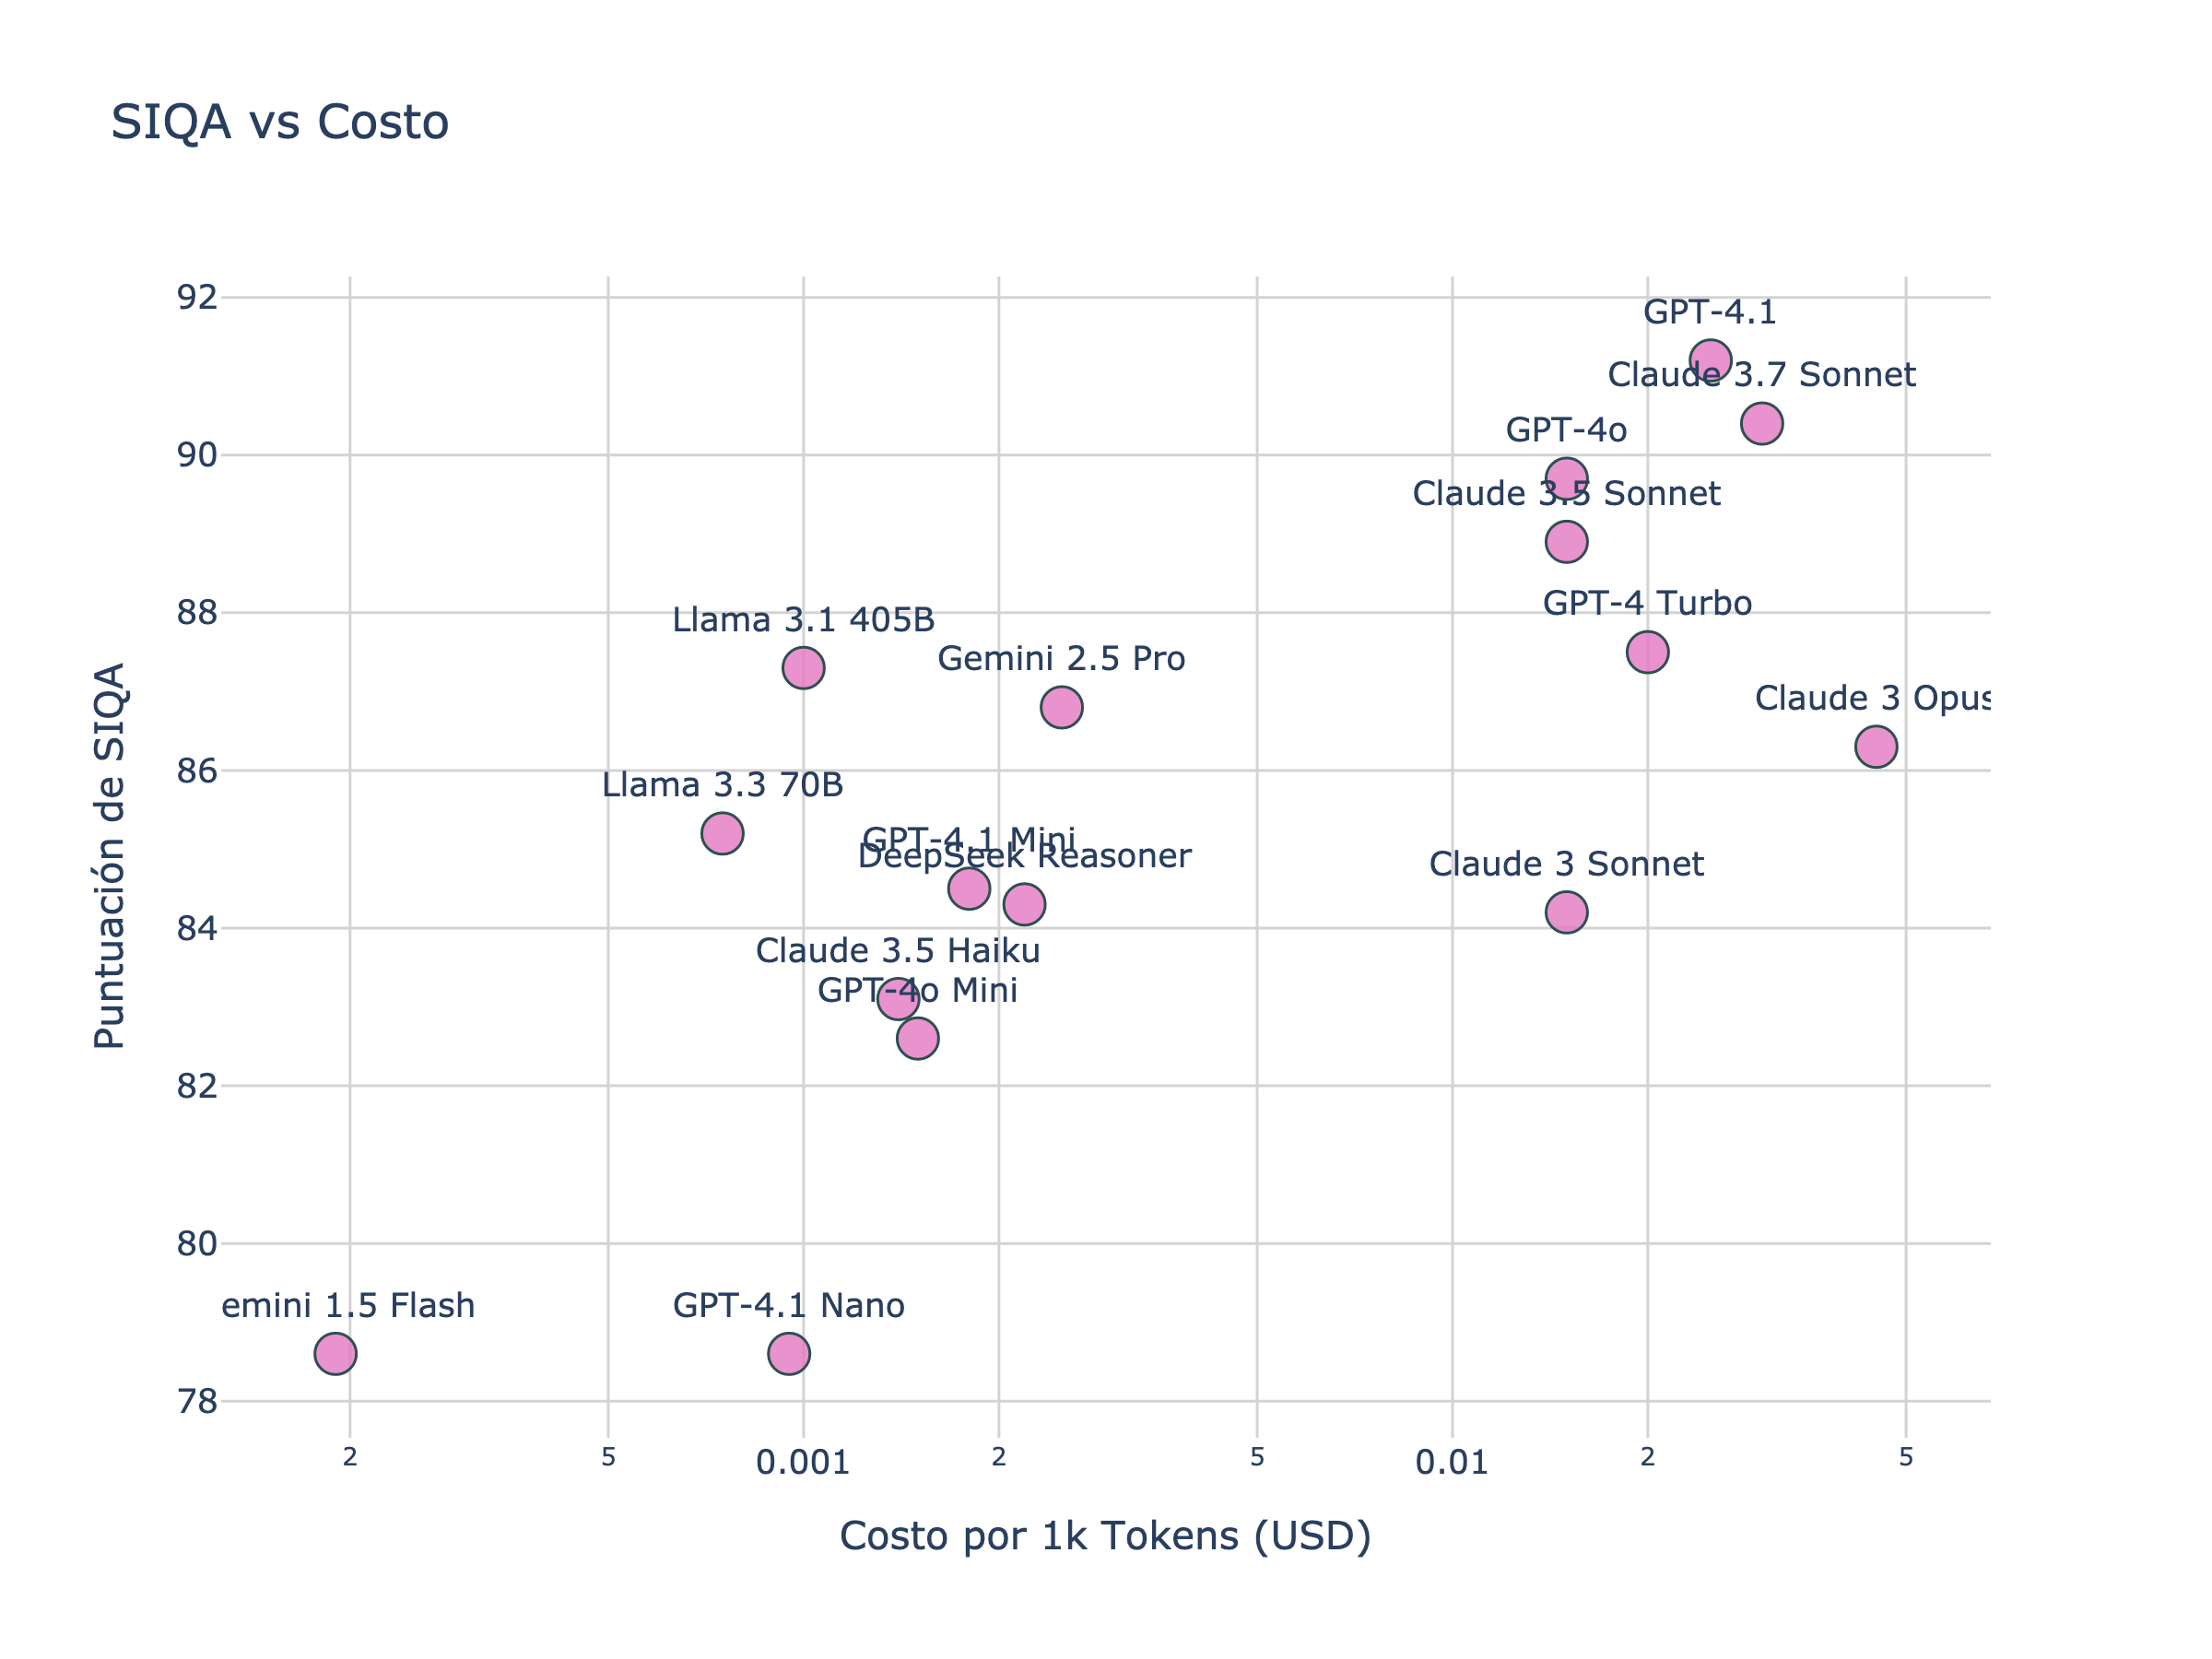 SIQA vs Costo
92
GPT-4.1
Claude 3.7 Sonnet
90
GPT-4o
Claude 3.5 Sonnet
88
GPT-4 Turbo
Llama 3.1 405B
Gemini 2.5 Pro
Claude 3 Opus
86
Llama 3.3 70B
GPT-4.1 Mini
DeepSeek Reasoner
Claude 3 Sonnet
84
Claude 3.5 Haiku
GPT-4o Mini
82
80
emini 1.5 Flash
GPT-4.1 Nano
78
Puntuación de SIQA
2 5 0.001 2 5 0.01 2 5
Costo por 1k Tokens (USD)